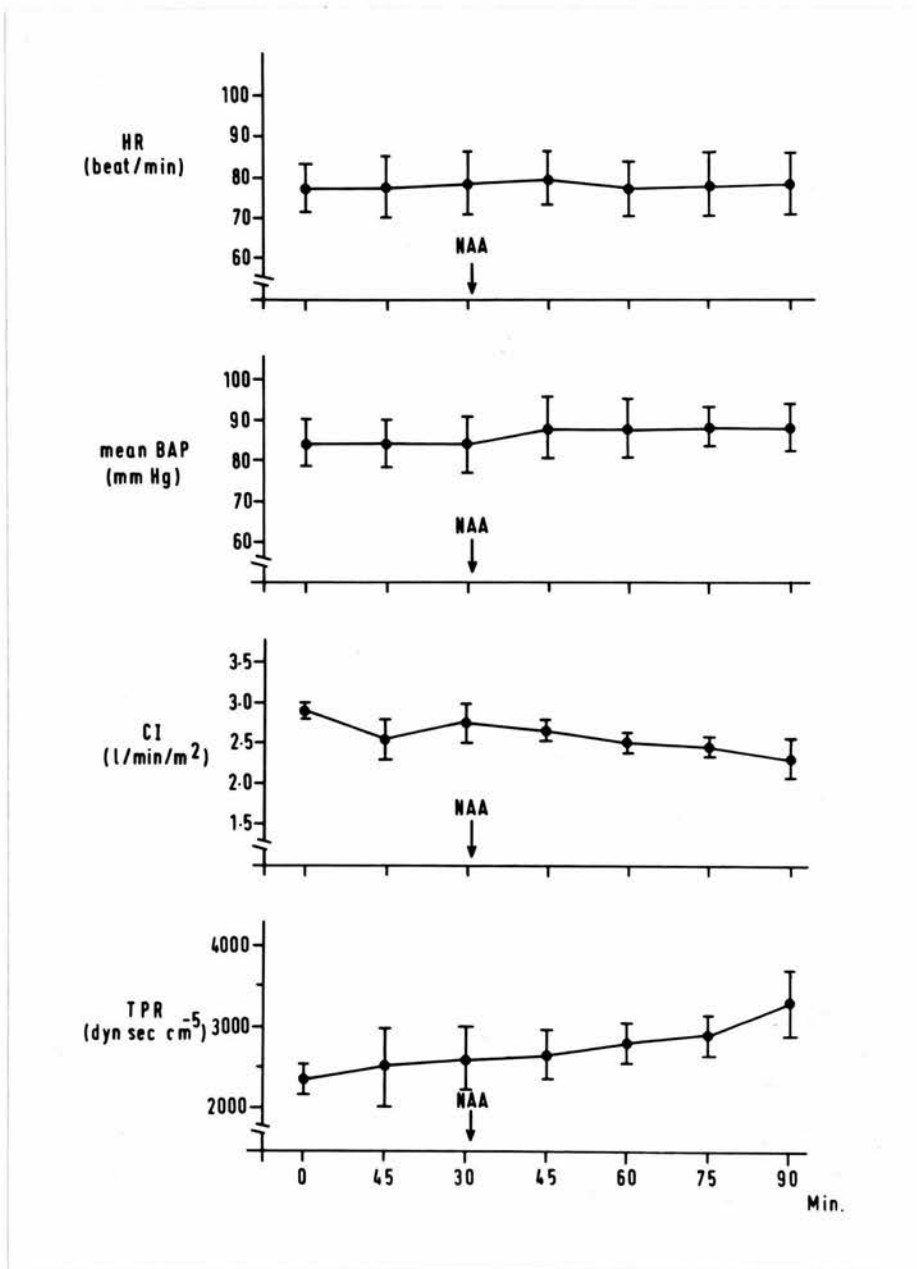 100
90
HR
(beat/min)
80
70
NAA
60
100
90
mean BAP
(mm Hg)
80
70
NAA
60
3·5
3·0
CI
(l/min/m²)
2·5
2·0
NAA
1·5
4000
TPR
(dyn sec cm⁻⁵)
3000
2000
NAA
0 45 30 45 60 75 90
Min.